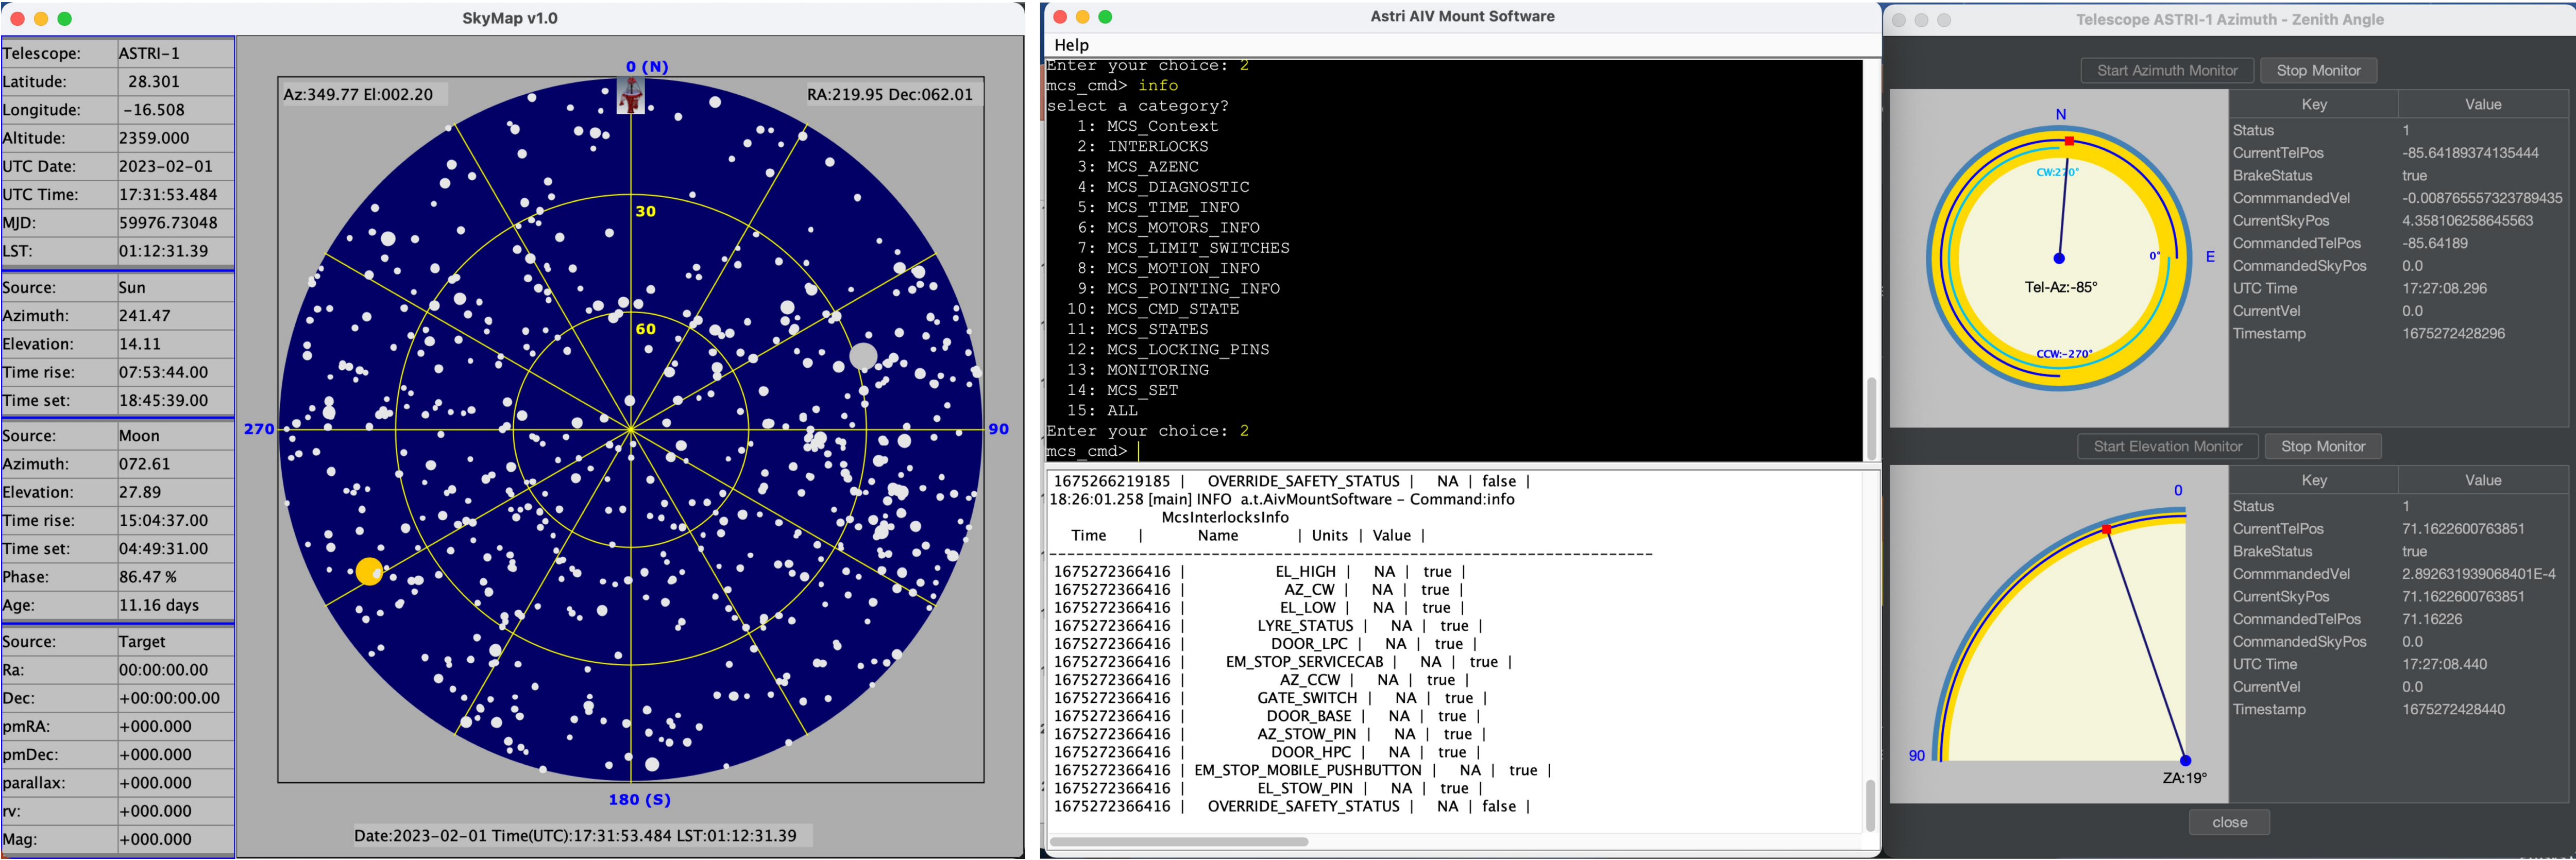 SkyMap v1.0
Telescope: ASTRI-1
Latitude: 28.301
Longitude: -16.508
Altitude: 2359.000
UTC Date: 2023-02-01
UTC Time: 17:31:53.484
MJD: 59976.73048
LST: 01:12:31.39
Source: Sun
Azimuth: 241.47
Elevation: 14.11
Time rise: 07:53:44.00
Time set: 18:45:39.00
Source: Moon
Azimuth: 072.61
Elevation: 27.89
Time rise: 15:04:37.00
Time set: 04:49:31.00
Phase: 86.47 %
Age: 11.16 days
Source: Target
Ra: 00:00:00.00
Dec: +00:00:00.00
pmRA: +000.000
pmDec: +000.000
parallax: +000.000
rv: +000.000
Mag: +000.000
0 (N)
Az:349.77 El:002.20
RA:219.95 Dec:062.01
30
60
270
90
180 (S)
Date:2023-02-01 Time(UTC):17:31:53.484 LST:01:12:31.39
Astri AIV Mount Software
Help
Enter your choice: 2
mcs_cmd> info
select a category?
1: MCS_Context
2: INTERLOCKS
3: MCS_AZENC
4: MCS_DIAGNOSTIC
5: MCS_TIME_INFO
6: MCS_MOTORS_INFO
7: MCS_LIMIT_SWITCHES
8: MCS_MOTION_INFO
9: MCS_POINTING_INFO
10: MCS_CMD_STATE
11: MCS_STATES
12: MCS_LOCKING_PINS
13: MONITORING
14: MCS_SET
15: ALL
Enter your choice: 2
mcs_cmd>
1675266219185 | OVERRIDE_SAFETY_STATUS | NA | false |
18:26:01.258 [main] INFO a.t.AivMountSoftware - Command:info
McsInterlocksInfo
Time | Name | Units | Value |
1675272366416 | EL_HIGH | NA | true |
1675272366416 | AZ_CW | NA | true |
1675272366416 | EL_LOW | NA | true |
1675272366416 | LYRE_STATUS | NA | true |
1675272366416 | DOOR_LPC | NA | true |
1675272366416 | EM_STOP_SERVICECAB | NA | true |
1675272366416 | AZ_CCW | NA | true |
1675272366416 | GATE_SWITCH | NA | true |
1675272366416 | DOOR_BASE | NA | true |
1675272366416 | AZ_STOW_PIN | NA | true |
1675272366416 | DOOR_HPC | NA | true |
1675272366416 | EM_STOP_MOBILE_PUSHBUTTON | NA | true |
1675272366416 | EL_STOW_PIN | NA | true |
1675272366416 | OVERRIDE_SAFETY_STATUS | NA | false |
Telescope ASTRI-1 Azimuth - Zenith Angle
Start Azimuth Monitor Stop Monitor
N
CW:270°
0°
E
Tel-Az:-85°
CCW:-270°
Key Value
Status 1
CurrentTelPos -85.64189374135444
BrakeStatus true
CommmandedVel -0.008765557323789435
CurrentSkyPos 4.358106258645563
CommandedTelPos -85.64189
CommandedSkyPos 0.0
UTC Time 17:27:08.296
CurrentVel 0.0
Timestamp 1675272428296
Start Elevation Monitor Stop Monitor
0
90
ZA:19°
Key Value
Status 1
CurrentTelPos 71.1622600763851
BrakeStatus true
CommmandedVel 2.892631939068401E-4
CurrentSkyPos 71.1622600763851
CommandedTelPos 71.16226
CommandedSkyPos 0.0
UTC Time 17:27:08.440
CurrentVel 0.0
Timestamp 1675272428440
close